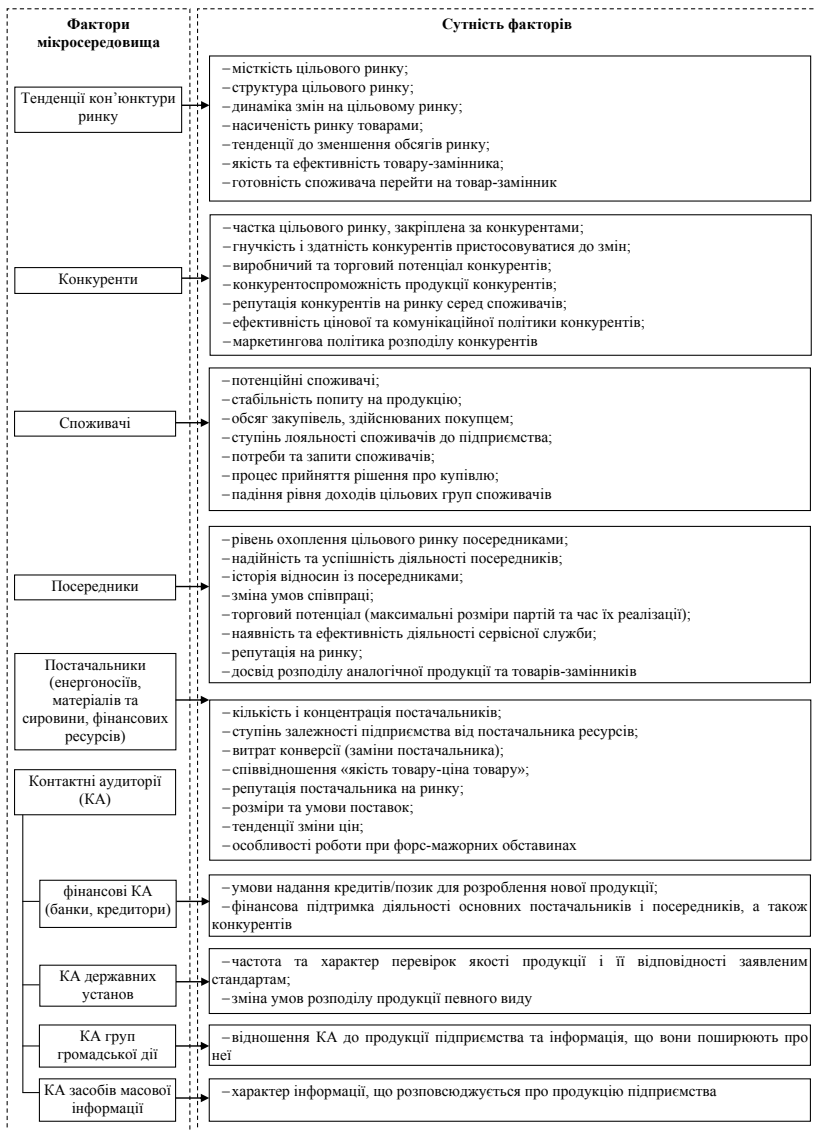 Фактори
мікросередовища
Сутність факторів
Тенденції кон’юнктури
ринку
–місткість цільового ринку;
–структура цільового ринку;
–динаміка змін на цільовому ринку;
–насиченість ринку товарами;
–тенденції до зменшення обсягів ринку;
–якість та ефективність товару-замінника;
–готовність споживача перейти на товар-замінник
Конкуренти
–частка цільового ринку, закріплена за конкурентами;
–гнучкість і здатність конкурентів пристосовуватися до змін;
–виробничий та торговий потенціал конкурентів;
–конкурентоспроможність продукції конкурентів;
–репутація конкурентів на ринку серед споживачів;
–ефективність цінової та комунікаційної політики конкурентів;
–маркетингова політика розподілу конкурентів
Споживачі
–потенційні споживачі;
–стабільність попиту на продукцію;
–обсяг закупівель, здійснюваних покупцем;
–ступінь лояльності споживачів до підприємства;
–потреби та запити споживачів;
–процес прийняття рішення про купівлю;
–падіння рівня доходів цільових груп споживачів
Посередники
–рівень охоплення цільового ринку посередниками;
–надійність та успішність діяльності посередників;
–історія відносин із посередниками;
–зміна умов співпраці;
–торговий потенціал (максимальні розміри партій та час їх реалізації);
–наявність та ефективність діяльності сервісної служби;
–репутація на ринку;
–досвід розподілу аналогічної продукції та товарів-замінників
Постачальники
(енергоносіїв,
матеріалів та
сировини, фінансових
ресурсів)
–кількість і концентрація постачальників;
–ступінь залежності підприємства від постачальника ресурсів;
–витрат конверсії (заміни постачальника);
–співвідношення «якість товару-ціна товару»;
–репутація постачальника на ринку;
–розміри та умови поставок;
–тенденції зміни цін;
–особливості роботи при форс-мажорних обставинах
Контактні аудиторії
(КА)
фінансові КА
(банки, кредитори)
–умови надання кредитів/позик для розроблення нової продукції;
–фінансова підтримка діяльності основних постачальників і посередників, а також
конкурентів
КА державних
установ
–частота та характер перевірок якості продукції і її відповідності заявленим
стандартам;
–зміна умов розподілу продукції певного виду
КА груп
громадської дії
–відношення КА до продукції підприємства та інформація, що вони поширюють про
неї
КА засобів масової
інформації
–характер інформації, що розповсюджується про продукцію підприємства